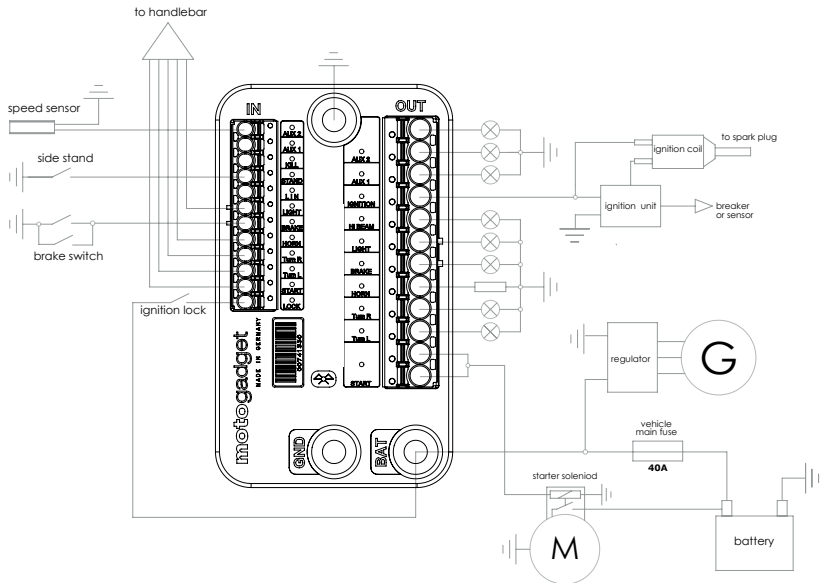 to handlebar
speed sensor
side stand
brake switch
ignition lock
IN
AUX 2
AUX 1
KILL
STAND
L I N
LIGHT
BRAKE
HORN
Turn R
Turn L
START
LOCK
OUT
AUX 2
AUX 1
IGNITION
HI BEAM
LIGHT
BRAKE
HORN
Turn R
Turn L
START
motogadget
MADE IN GERMANY
00741330
GND
BAT
ignition coil
to spark plug
ignition unit
breaker
or sensor
regulator
G
vehicle
main fuse
40A
starter soleniod
M
battery